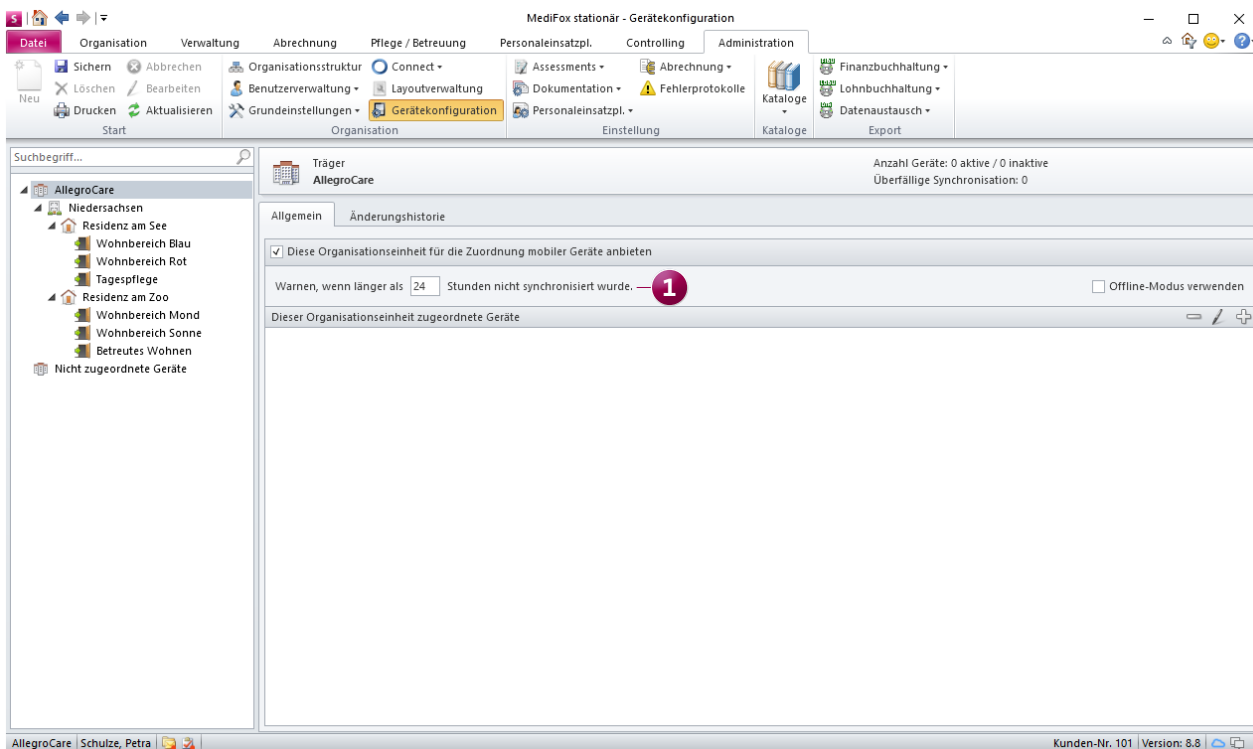 S
MediFox stationär - Gerätekonfiguration
Datei Organisation Verwaltung Abrechnung Pflege / Betreuung Personaleinsatzpl. Controlling Administration
Neu
Sichern Abbrechen
Löschen Bearbeiten
Drucken Aktualisieren
Start
Organisationsstruktur Connect
Benutzerverwaltung Layoutverwaltung
Grundeinstellungen Gerätekonfiguration
Organisation
Assessments Abrechnung
Dokumentation Fehlerprotokolle
Personaleinsatzpl.
Einstellung
Kataloge
Kataloge
Finanzbuchhaltung
Lohnbuchhaltung
Datenaustausch
Export
Suchbegriff...
AllegroCare
Niedersachsen
Residenz am See
Wohnbereich Blau
Wohnbereich Rot
Tagespflege
Residenz am Zoo
Wohnbereich Mond
Wohnbereich Sonne
Betreutes Wohnen
Nicht zugeordnete Geräte
Träger
AllegroCare
Anzahl Geräte: 0 aktive / 0 inaktive
Überfällige Synchronisation: 0
Allgemein Änderungshistorie
Diese Organisationseinheit für die Zuordnung mobiler Geräte anbieten
Warnen, wenn länger als 24 Stunden nicht synchronisiert wurde. 1 Offline-Modus verwenden
Dieser Organisationseinheit zugeordnete Geräte
AllegroCare Schulze, Petra Kunden-Nr. 101 Version: 8.8